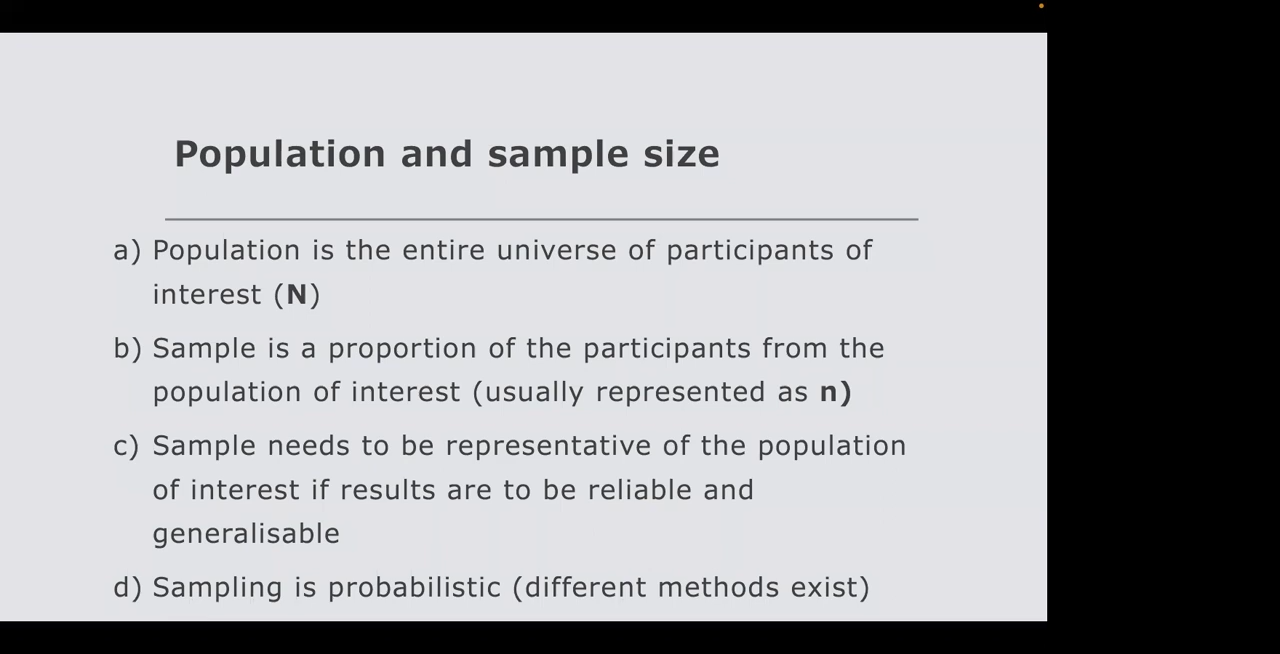 Population and sample size
a) Population is the entire universe of participants of
interest (N)
b) Sample is a proportion of the participants from the
population of interest (usually represented as n)
c) Sample needs to be representative of the population
of interest if results are to be reliable and
generalisable
d) Sampling is probabilistic (different methods exist)